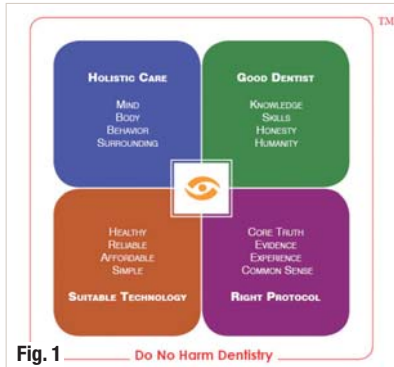 TM
HOLISTIC CARE
MIND
BODY
BEHAVIOR
SURROUNDING
GOOD DENTIST
KNOWLEDGE
SKILLS
HONESTY
HUMANITY
HEALTHY
RELIABLE
AFFORDABLE
SIMPLE
SUITABLE TECHNOLOGY
CORE TRUTH
EVIDENCE
EXPERIENCE
COMMON SENSE
RIGHT PROTOCOL
Fig. 1
Do No Harm Dentistry